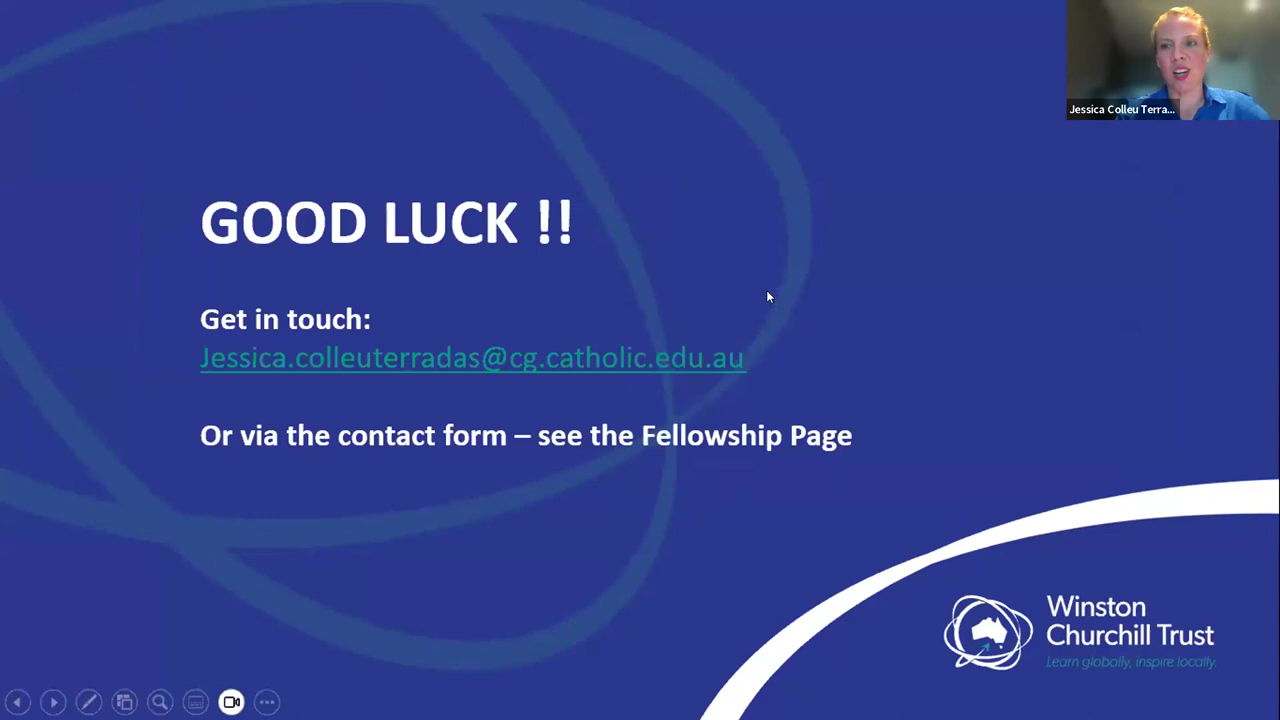 Jessica Colleu Terra...
GOOD LUCK !!
Get in touch:
Jessica.colleuterradas@cg.catholic.edu.au
Or via the contact form – see the Fellowship Page
Winston
Churchill Trust
Learn globally, inspire locally.